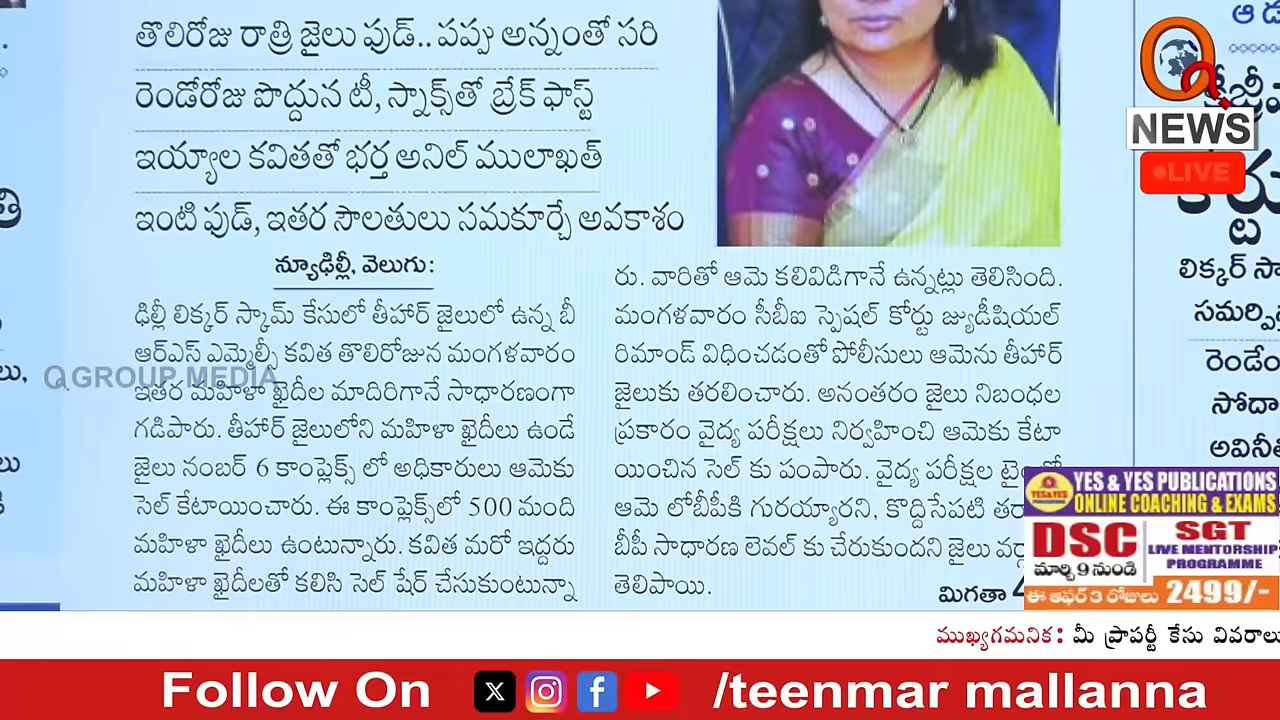 తొలిరోజు రాత్రి జైలు ఫుడ్.. పప్పు అన్నంతో సరి
రెండోరోజు పొద్దున టీ, స్నాక్స్‌తో బ్రేక్ ఫాస్ట్
ఇయ్యాల కవితతో భర్త అనిల్ ములాఖత్
ఇంటి ఫుడ్, ఇతర సౌలతులు సమకూర్చే అవకాశం
న్యూఢిల్లీ, వెలుగు:
ఢిల్లీ లిక్కర్ స్కామ్ కేసులో తీహార్ జైలులో ఉన్న బీ
ఆర్ఎస్ ఎమ్మెల్సీ కవిత తొలిరోజున మంగళవారం
ఇతర మహిళా ఖైదీల మాదిరిగానే సాధారణంగా
గడిపారు. తీహార్ జైలులోని మహిళా ఖైదీలు ఉండే
జైలు నంబర్ 6 కాంప్లెక్స్ లో అధికారులు ఆమెకు
సెల్ కేటాయించారు. ఈ కాంప్లెక్స్‌లో 500 మంది
మహిళా ఖైదీలు ఉంటున్నారు. కవిత మరో ఇద్దరు
మహిళా ఖైదీలతో కలిసి సెల్ షేర్ చేసుకుంటున్నా
రు. వారితో ఆమె కలివిడిగానే ఉన్నట్లు తెలిసింది.
మంగళవారం సీబీఐ స్పెషల్ కోర్టు జ్యుడీషియల్
రిమాండ్ విధించడంతో పోలీసులు ఆమెను తీహార్
జైలుకు తరలించారు. అనంతరం జైలు నిబంధల
ప్రకారం వైద్య పరీక్షలు నిర్వహించి ఆమెకు కేటా
యించిన సెల్ కు పంపారు. వైద్య పరీక్షల
ఆమె లోబీపీకి గురయ్యారని, కొద్దిసేపటి
బీపీ సాధారణ లెవల్ కు చేరుకుందని జైలు
తెలిపాయి.
మిగతా
Q GROUP MEDIA
లిక్కర్
రెండేం
సోదా
Q
NEWS
LIVE
YES & YES PUBLICATIONS
ONLINE COACHING & EXAMS
YES&YES
DSC
మార్చి 9 నుండి
SGT
LIVE MENTORSHIP
PROGRAMME
ఈ ఆఫర్ 3 రోజులు 2499/-
ముఖ్యగమనిక: మీ ప్రాపర్టీ కేసు వివరాలు
Follow On /teenmar mallanna